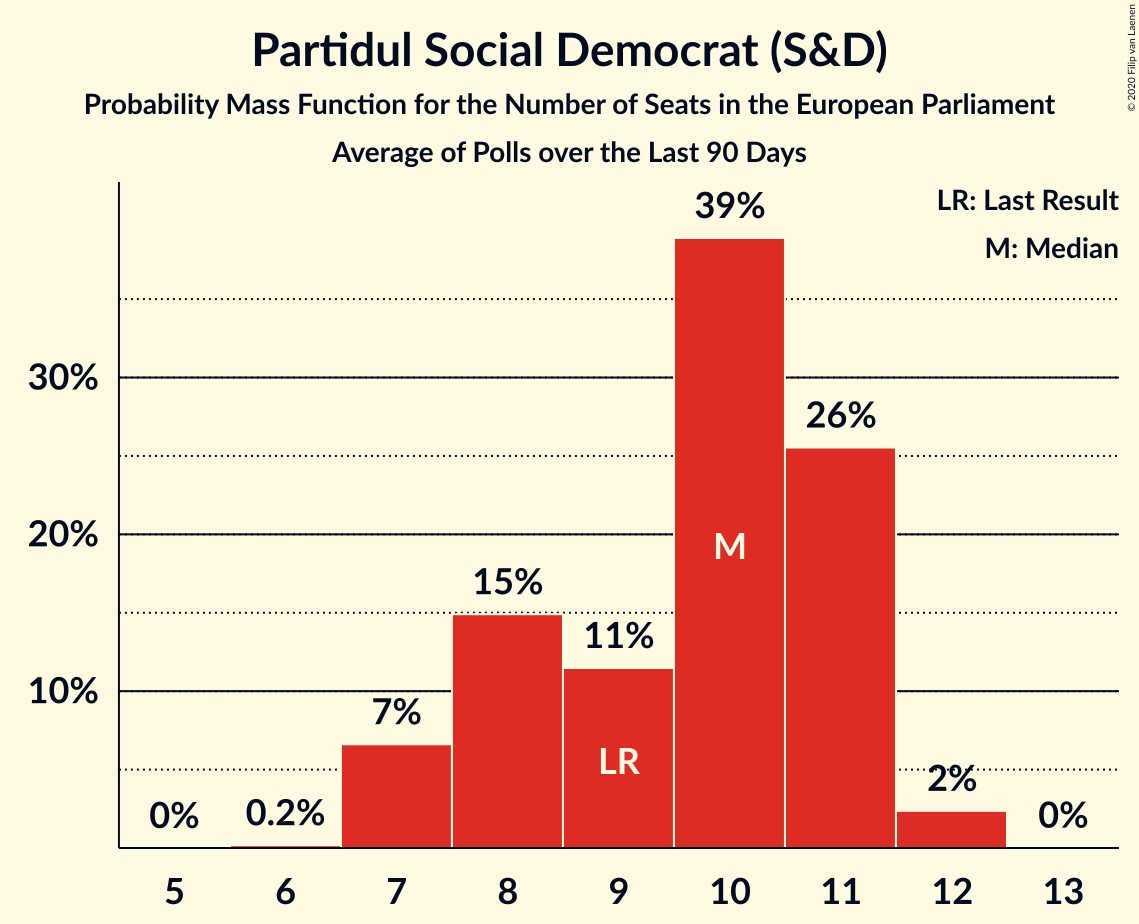 Partidul Social Democrat (S&D)
Probability Mass Function for the Number of Seats in the European Parliament
Average of Polls over the Last 90 Days
© 2020 Filip van Laenen
LR: Last Result
M: Median
39%
30%
26%
20%
M
15%
11%
10%
7%
LR
2%
0%
0.2%
0%
5 6 7 8 9 10 11 12 13